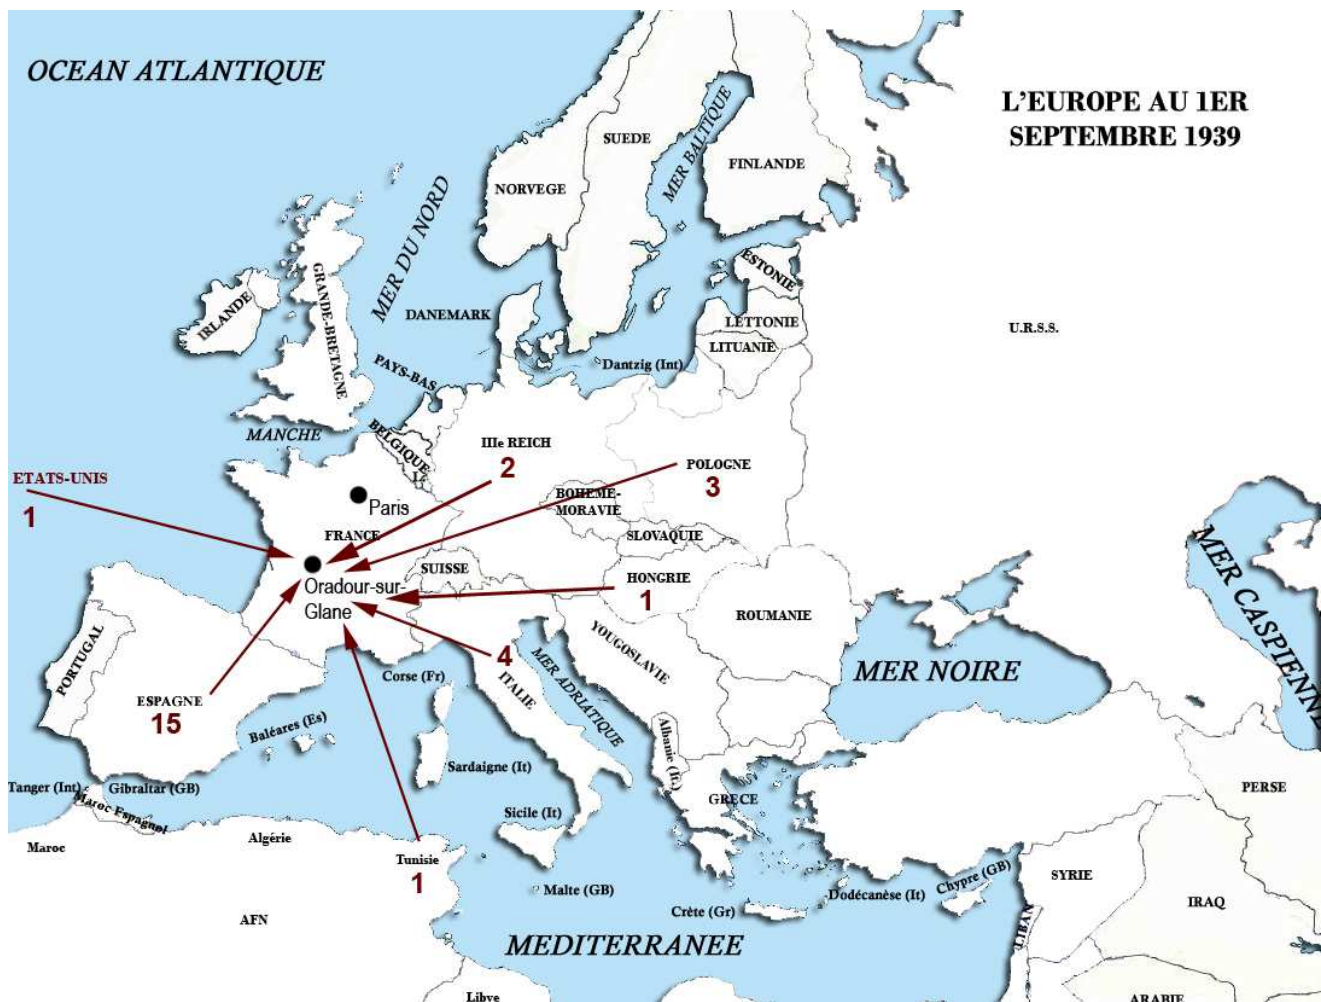 OCEAN ATLANTIQUE
L'EUROPE AU 1ER
SEPTEMBRE 1939
SUEDE
MER BALTIQUE
FINLANDE
NORVEGE
MER DU NORD
ESTONIE
GRANDE-BRETAGNE
IRLANDE
DANEMARK
LETTONIE
U.R.S.S.
LITUANIE
Dantzig (Int)
PAYS-BAS
MANCHE
BELGIQUE
IIIe REICH
2
POLOGNE
3
ETATS-UNIS
1
Paris
BOHEME-
MORAVIE
FRANCE
SLOVAQUIE
SUISSE
HONGRIE
1
Oradour-sur-
Glane
ROUMANIE
MER CASPIENNE
PORTUGAL
YOUGOSLAVIE
4
ITALIE
MER ADRIATIQUE
MER NOIRE
Corse (Fr)
ESPAGNE
15
Baléares (Es)
Albanie (It)
Sardaigne (It)
Tanger (Int)
Gibraltar (GB)
Maroc Espagnol
GRECE
PERSE
Sicile (It)
Maroc
Algérie
Tunisie
1
Malte (GB)
Dodécanèse (It)
Chypre (GB)
SYRIE
Crète (Gr)
AFN
LIBAN
IRAQ
MEDITERRANEE
Libye
ARABIE